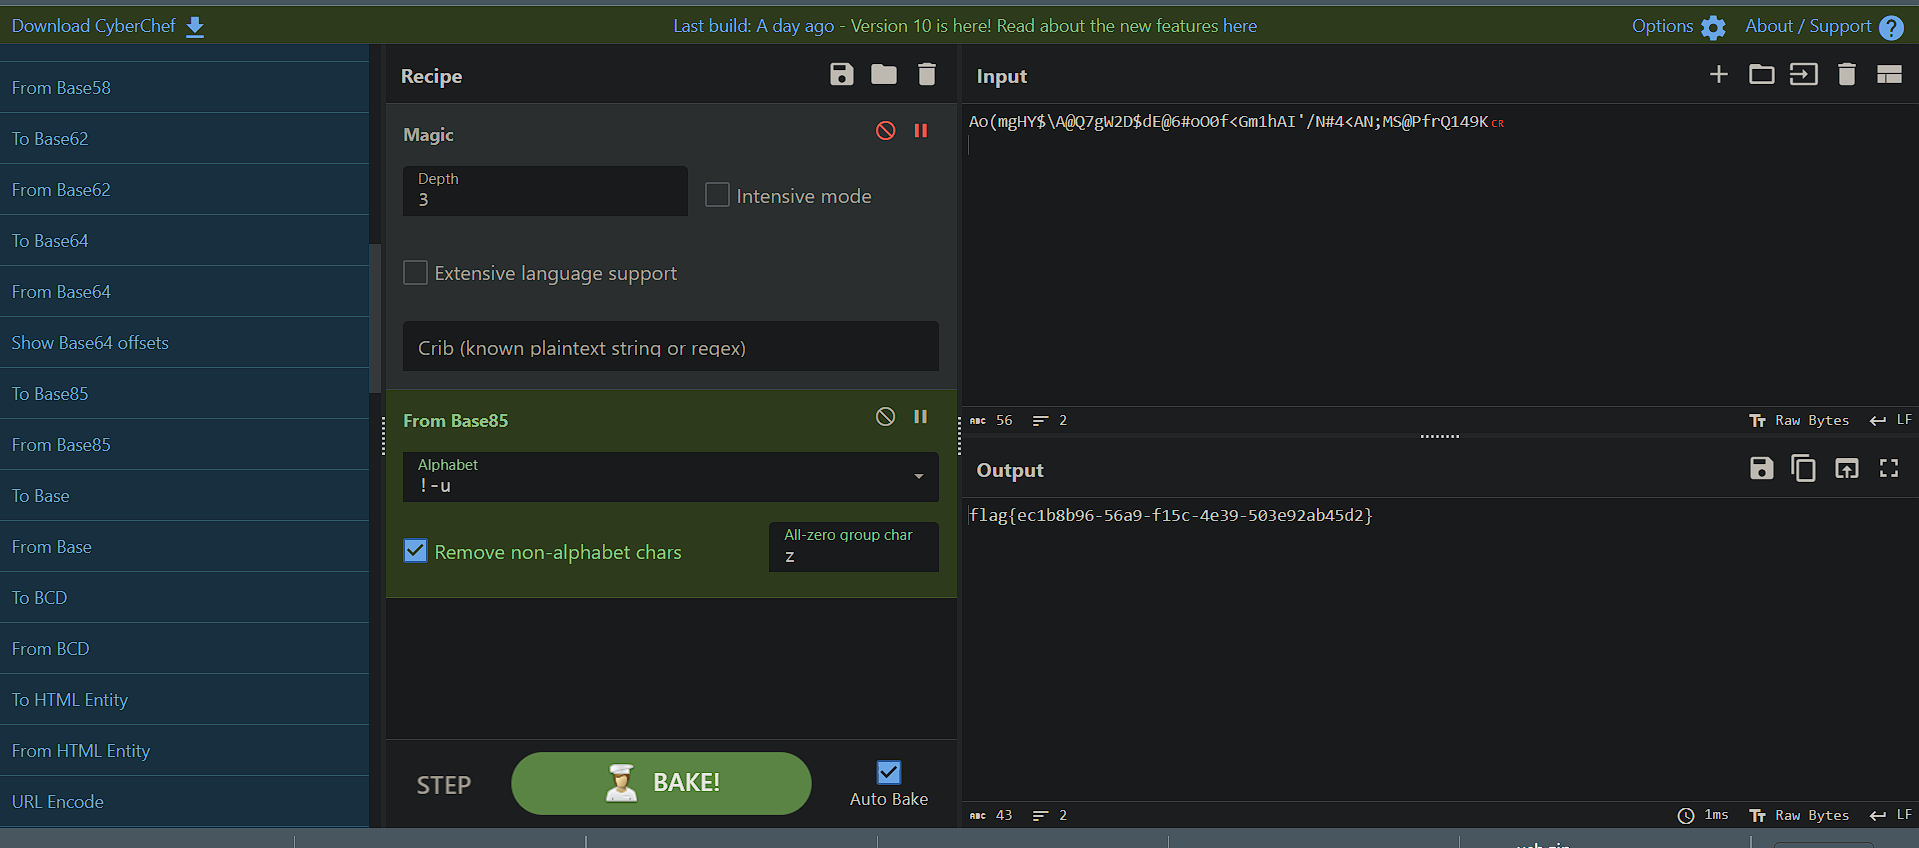 Download CyberChef
Last build: A day ago - Version 10 is here! Read about the new features here
Options
About / Support
From Base58
To Base62
From Base62
To Base64
From Base64
Show Base64 offsets
To Base85
From Base85
To Base
From Base
To BCD
From BCD
To HTML Entity
From HTML Entity
URL Encode
Recipe
Magic
Depth
3
Intensive mode
Extensive language support
Crib (known plaintext string or regex)
From Base85
Alphabet
!-u
Remove non-alphabet chars
All-zero group char
z
STEP
BAKE!
Auto Bake
Input
Ao(mgHY$\A@Q7gW2D$dE@6#oO0f<Gm1hAI'/N#4<AN;MS@PfrQ149K CR
ABC 56
2
Raw Bytes
LF
Output
flag{ec1b8b96-56a9-f15c-4e39-503e92ab45d2}
ABC 43
2
1ms
Raw Bytes
LF